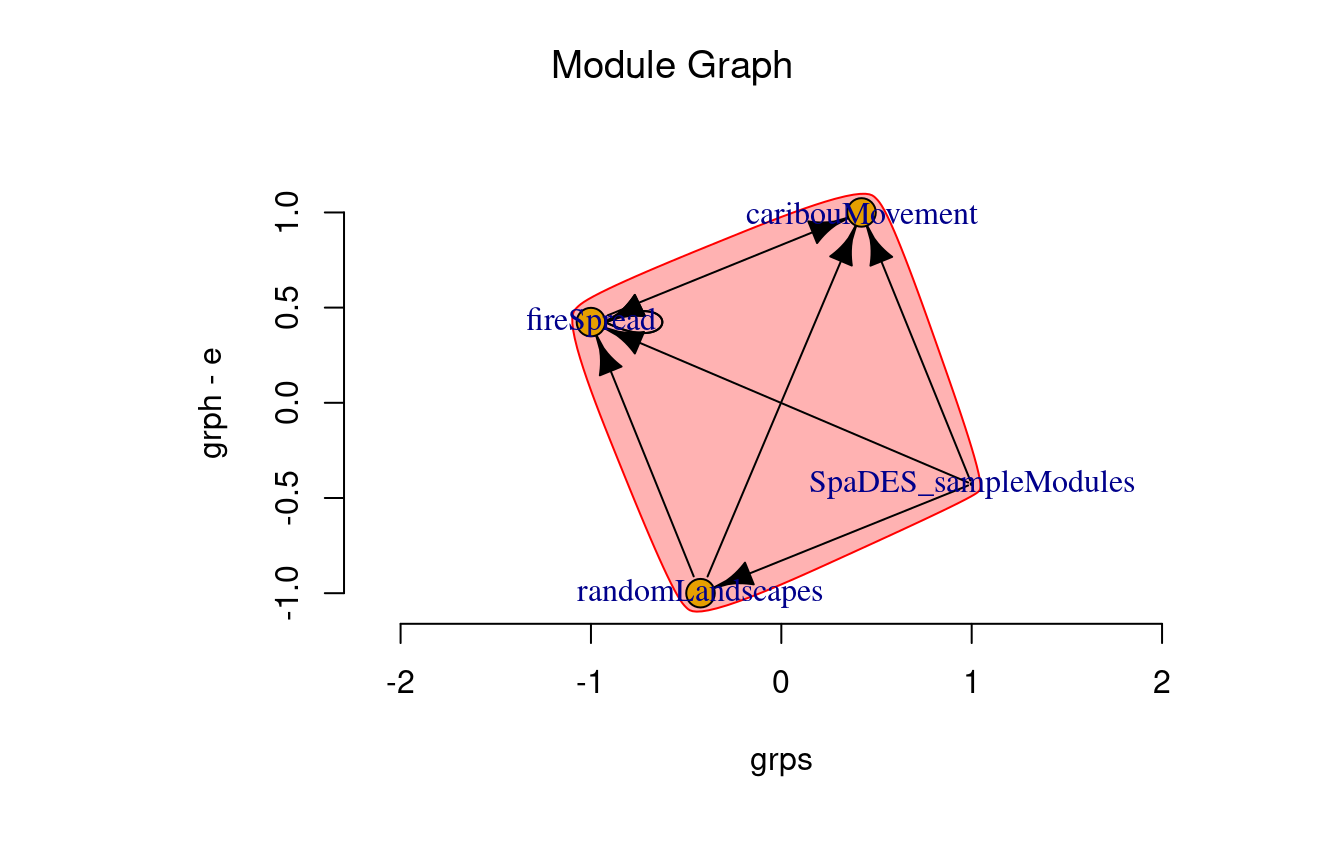 Module Graph
caribouMovement
fireSpread
SpaDES_sampleModules
randomLandscapes
1.0
0.5
0.0
-0.5
-1.0
grph - e
-2 -1 0 1 2
grps